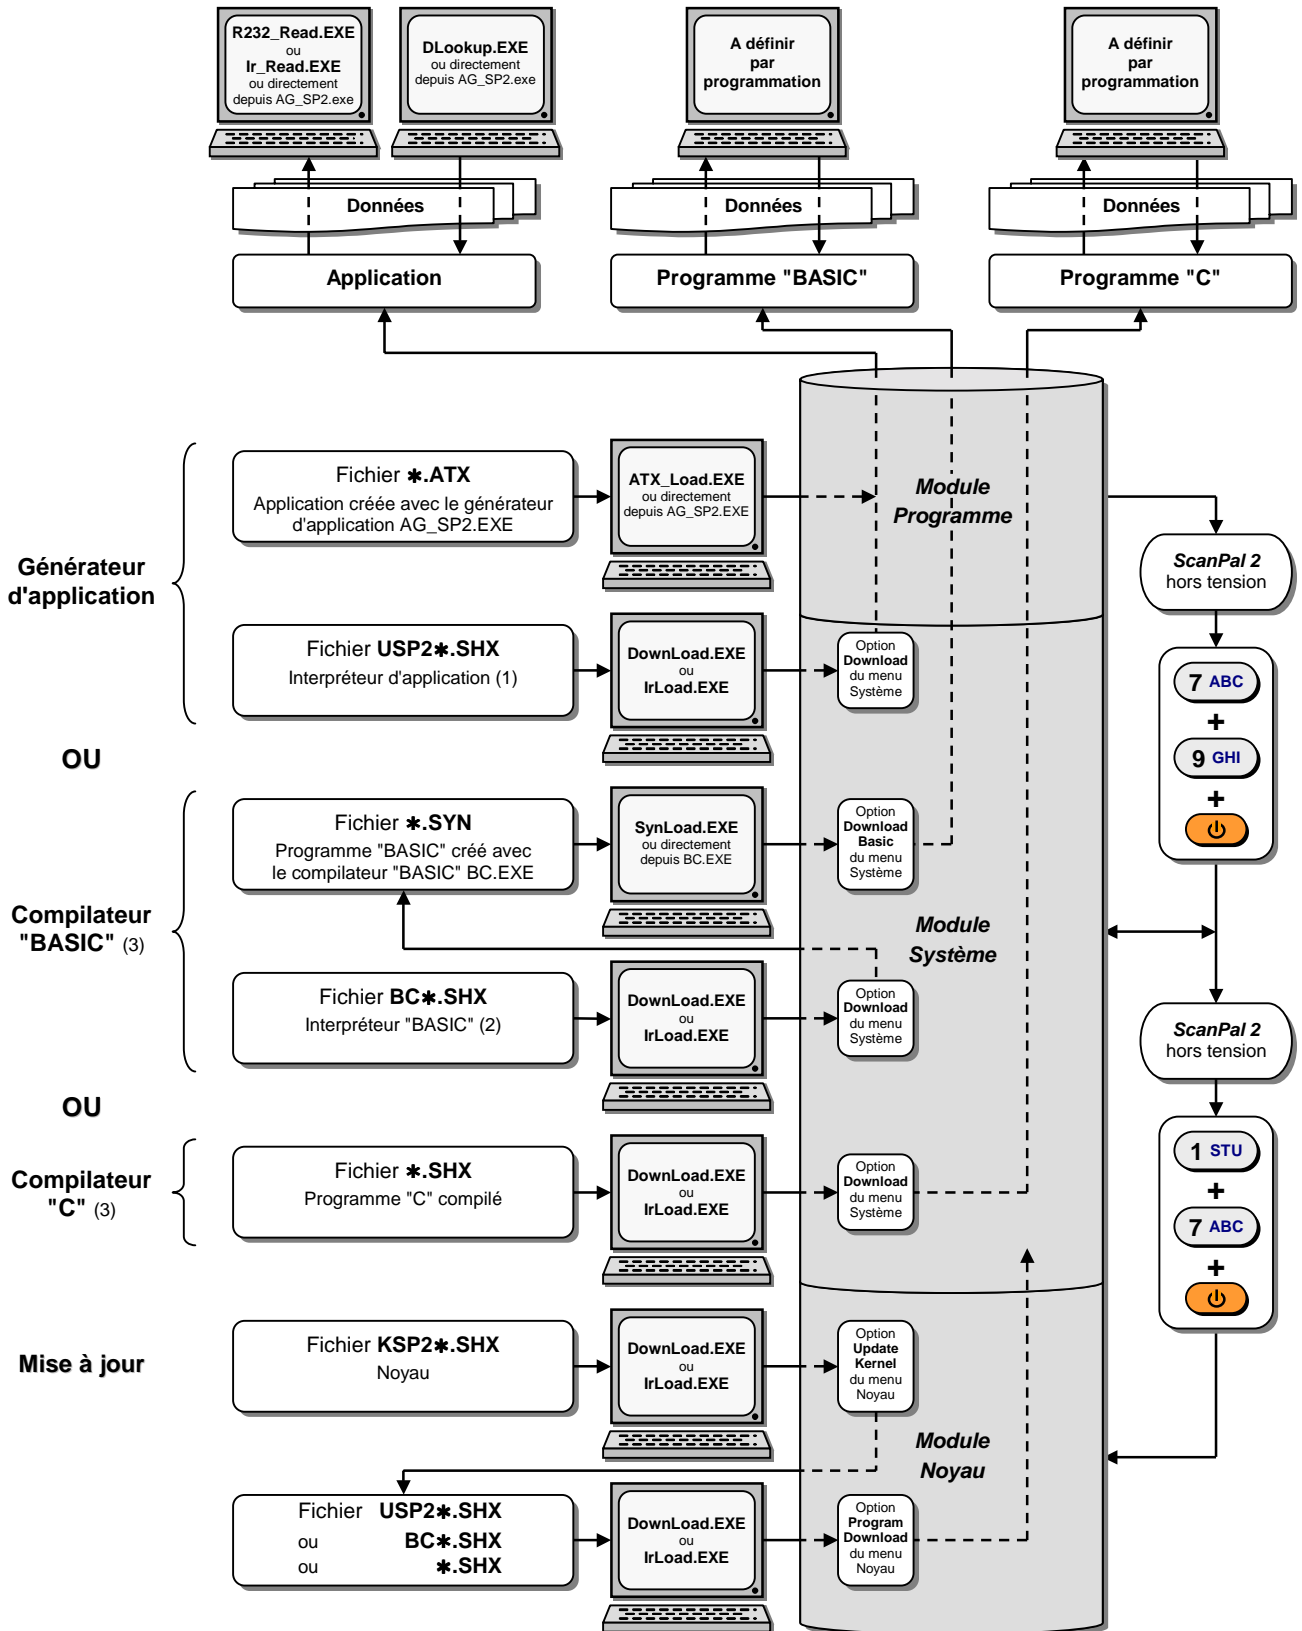 R232_Read.EXE
ou
Ir_Read.EXE
ou directement
depuis AG_SP2.exe
DLookup.EXE
ou directement
depuis AG_SP2.exe
A définir
par
programmation
A définir
par
programmation
Données
Données
Données
Application
Programme "BASIC"
Programme "C"
Générateur
d'application
Fichier ✱.ATX
Application créée avec le générateur
d'application AG_SP2.EXE
ATX_Load.EXE
ou directement
depuis AG_SP2.EXE
Module
Programme
ScanPal 2
hors tension
Fichier USP2✱.SHX
Interpréteur d'application (1)
DownLoad.EXE
ou
IrLoad.EXE
Option
Download
du menu
Système
7 ABC
+
9 GHI
+
OU
Compilateur
"BASIC" (3)
Fichier ✱.SYN
Programme "BASIC" créé avec
le compilateur "BASIC" BC.EXE
SynLoad.EXE
ou directement
depuis BC.EXE
Option
Download
Basic
du menu
Système
Module
Système
Fichier BC✱.SHX
Interpréteur "BASIC" (2)
DownLoad.EXE
ou
IrLoad.EXE
Option
Download
du menu
Système
ScanPal 2
hors tension
OU
Compilateur
"C" (3)
Fichier ✱.SHX
Programme "C" compilé
DownLoad.EXE
ou
IrLoad.EXE
Option
Download
du menu
Système
1 STU
+
7 ABC
+
Mise à jour
Fichier KSP2✱.SHX
Noyau
DownLoad.EXE
ou
IrLoad.EXE
Option
Update
Kernel
du menu
Noyau
Module
Noyau
Fichier USP2✱.SHX
ou BC✱.SHX
ou ✱.SHX
DownLoad.EXE
ou
IrLoad.EXE
Option
Program
Download
du menu
Noyau